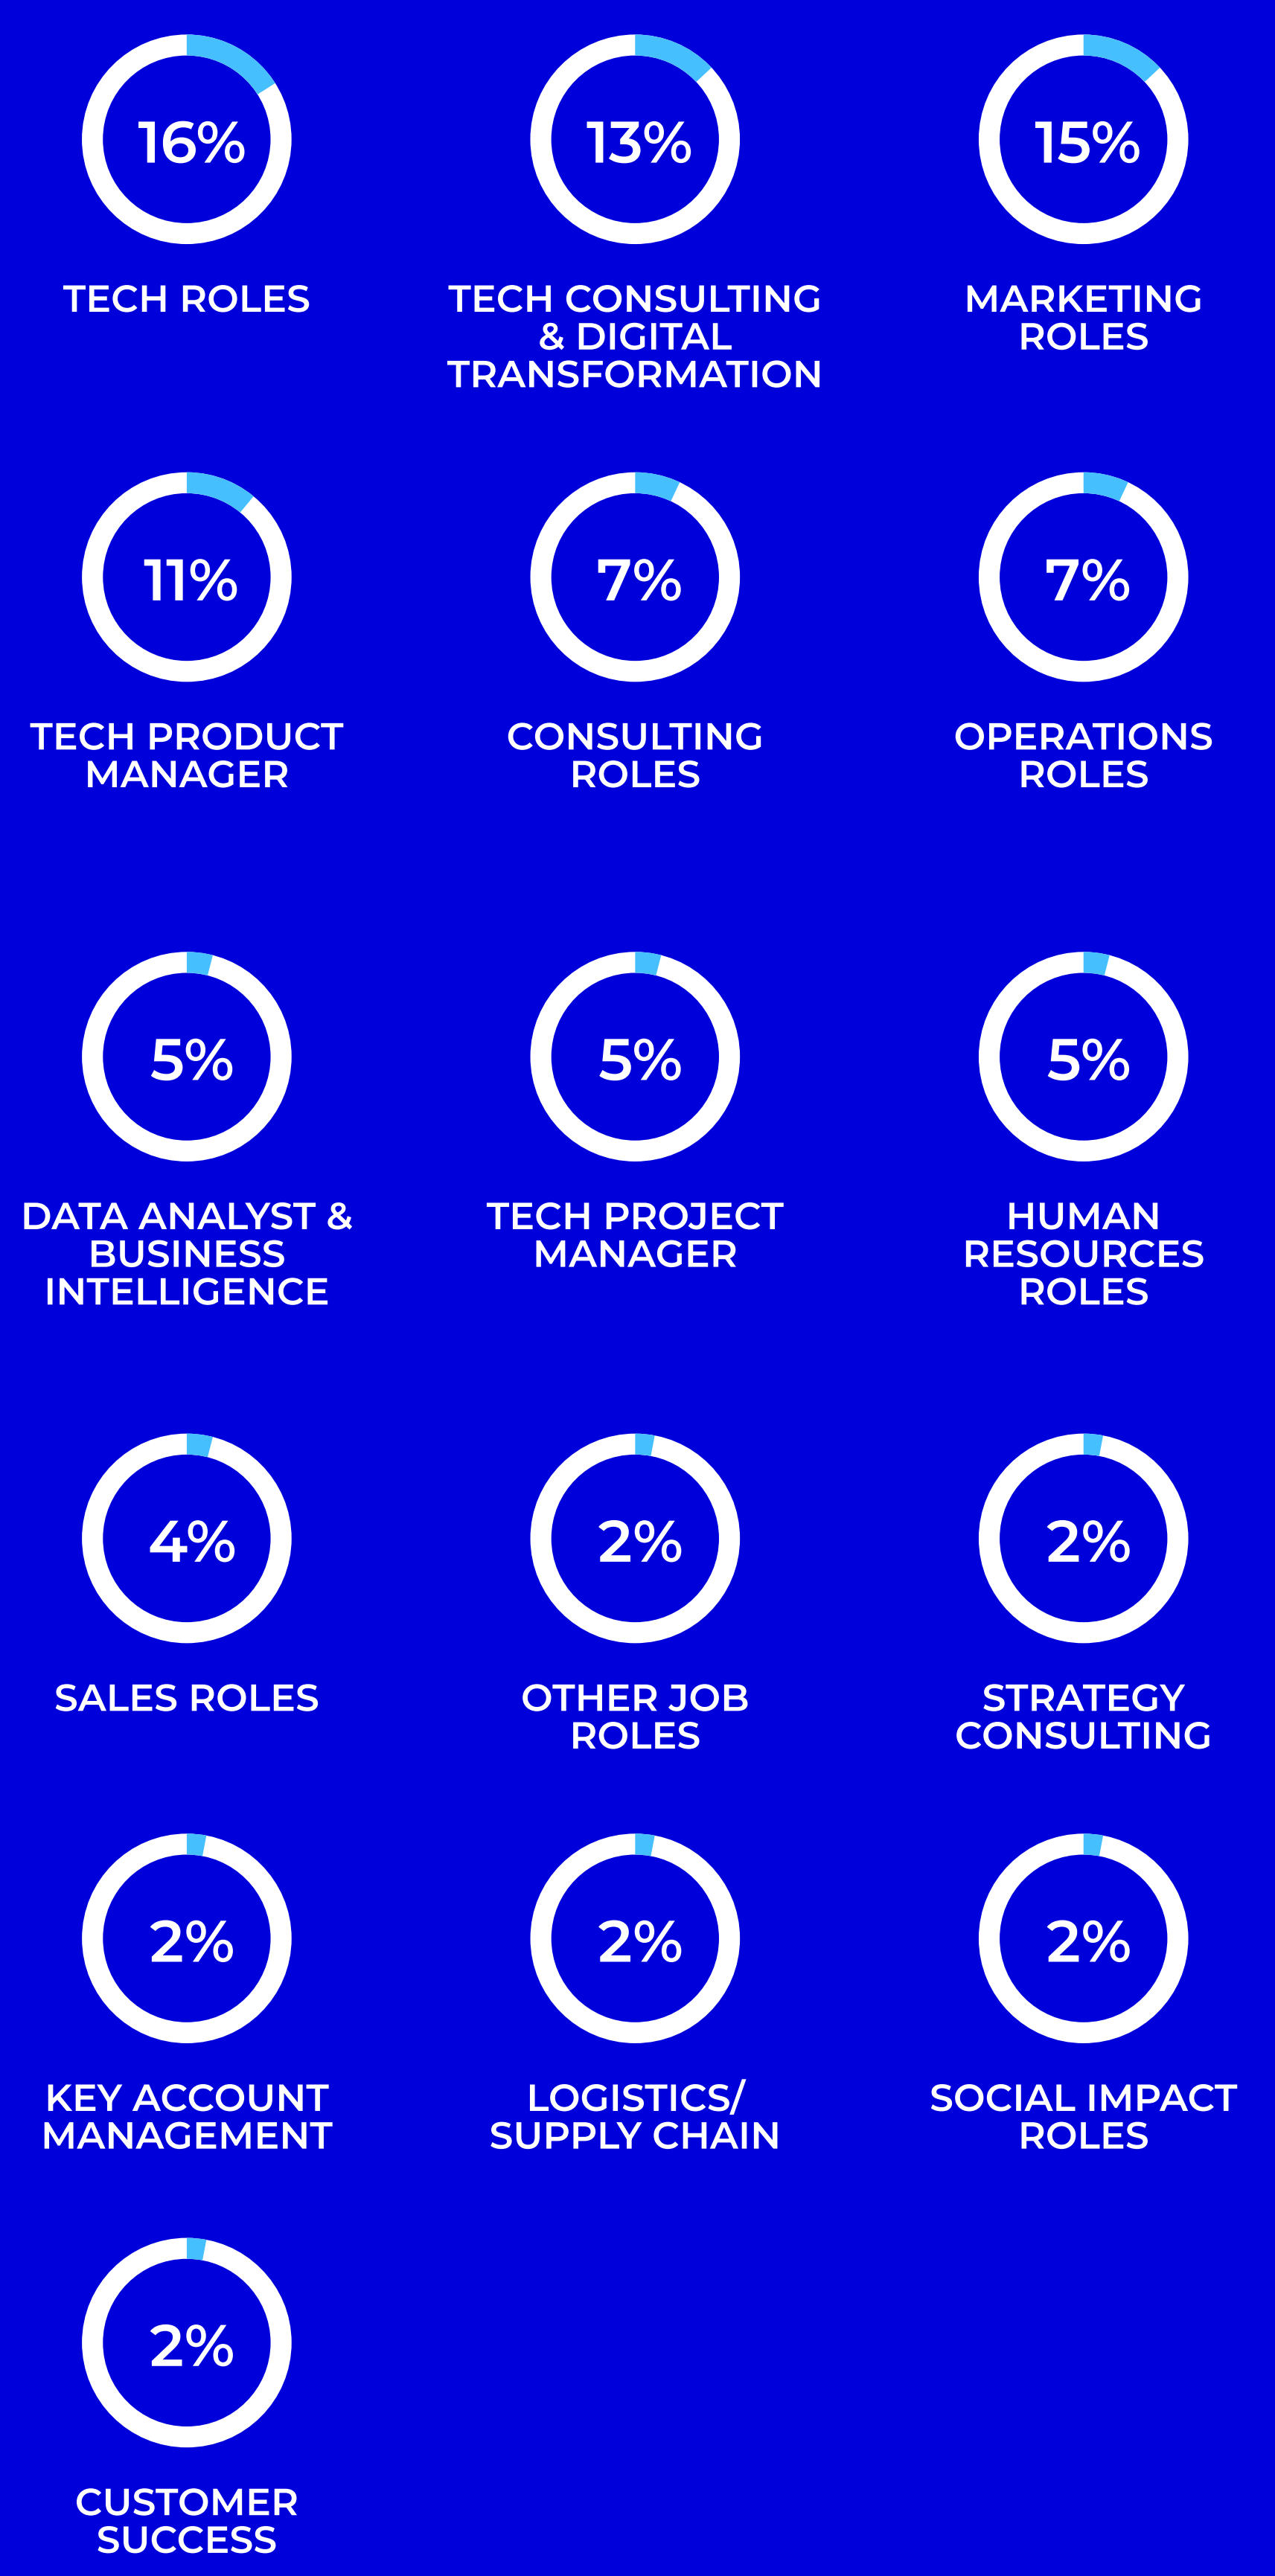 16%
TECH ROLES
13%
TECH CONSULTING
& DIGITAL
TRANSFORMATION
15%
MARKETING
ROLES
11%
TECH PRODUCT
MANAGER
7%
CONSULTING
ROLES
7%
OPERATIONS
ROLES
5%
DATA ANALYST &
BUSINESS
INTELLIGENCE
5%
TECH PROJECT
MANAGER
5%
HUMAN
RESOURCES
ROLES
4%
SALES ROLES
2%
OTHER JOB
ROLES
2%
STRATEGY
CONSULTING
2%
KEY ACCOUNT
MANAGEMENT
2%
LOGISTICS/
SUPPLY CHAIN
2%
SOCIAL IMPACT
ROLES
2%
CUSTOMER
SUCCESS